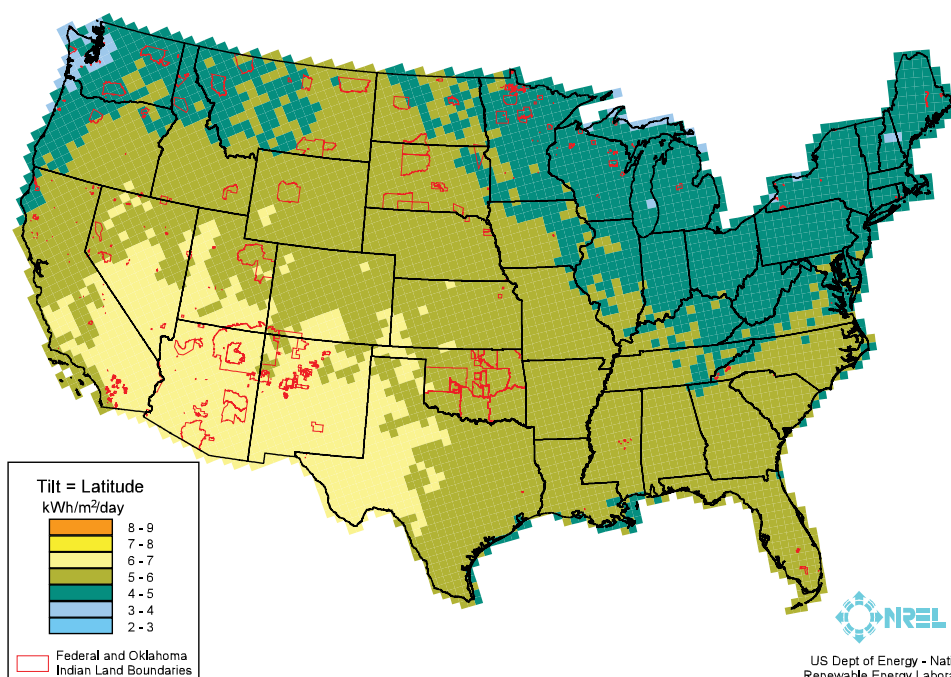 Tilt = Latitude
kWh/m²/day
8 - 9
7 - 8
6 - 7
5 - 6
4 - 5
3 - 4
2 - 3
Federal and Oklahoma
Indian Land Boundaries
NREL
US Dept of Energy - Nat
Renewable Energy Labora